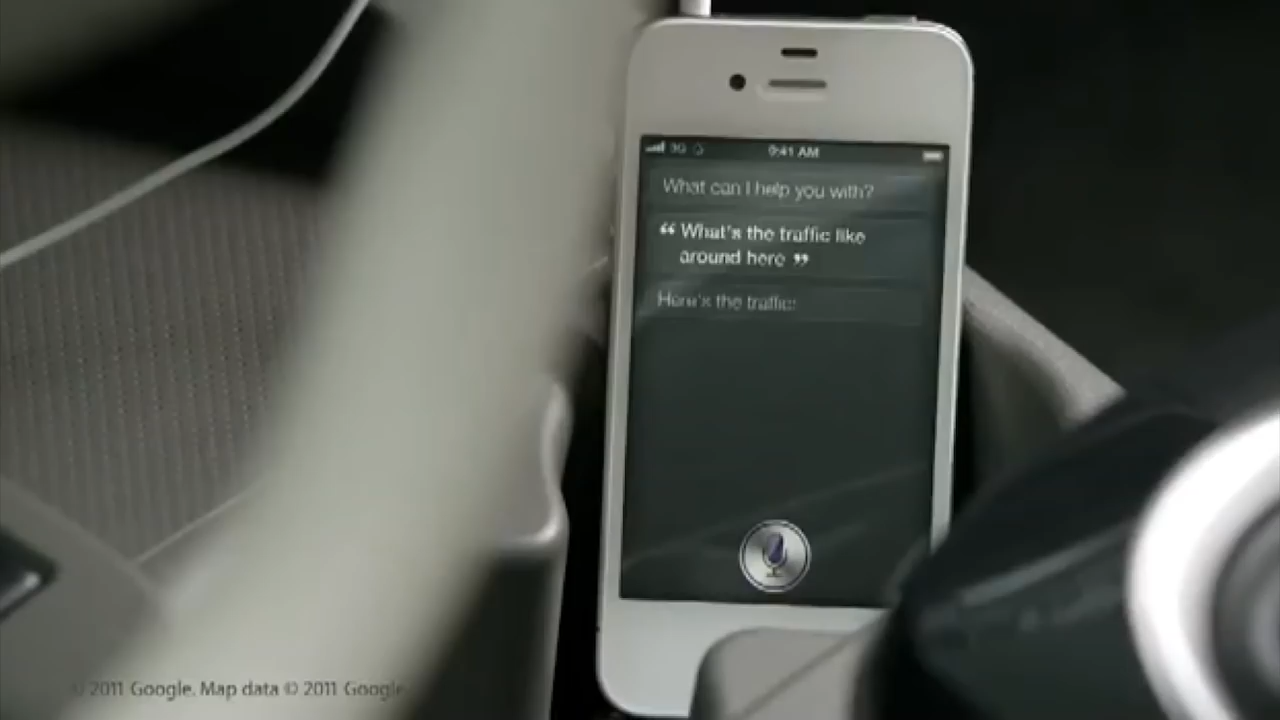 3G
9:41 AM
What can I help you with?
“ What's the traffic like
around here ”
Here's the traffic:
© 2011 Google. Map data © 2011 Google